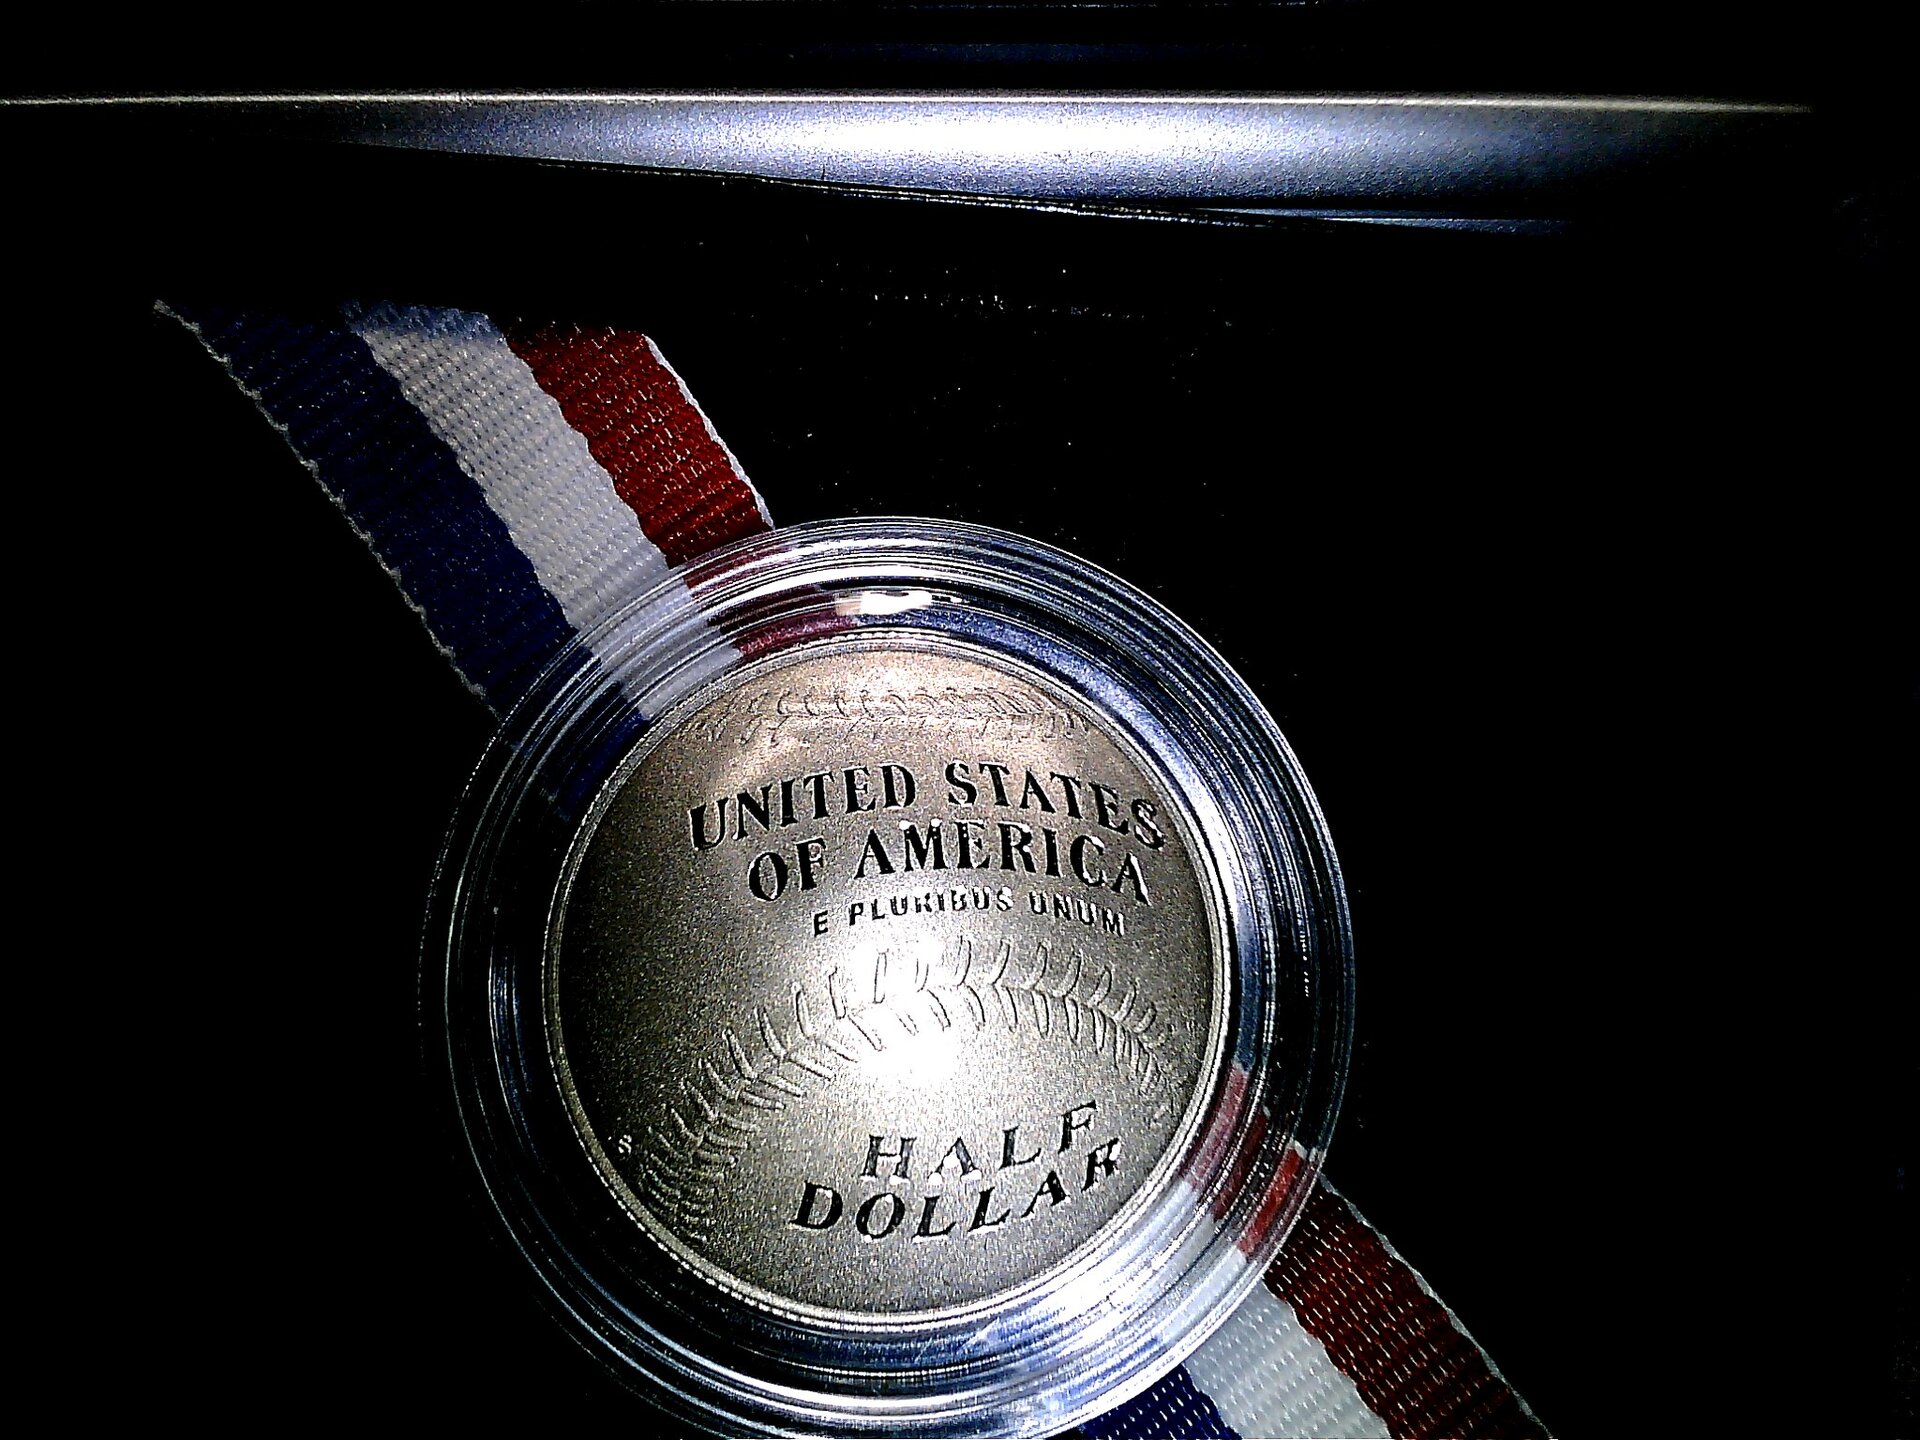 UNITED STATES
OF AMERICA
E PLURIBUS UNUM
S
HALF
DOLLAR